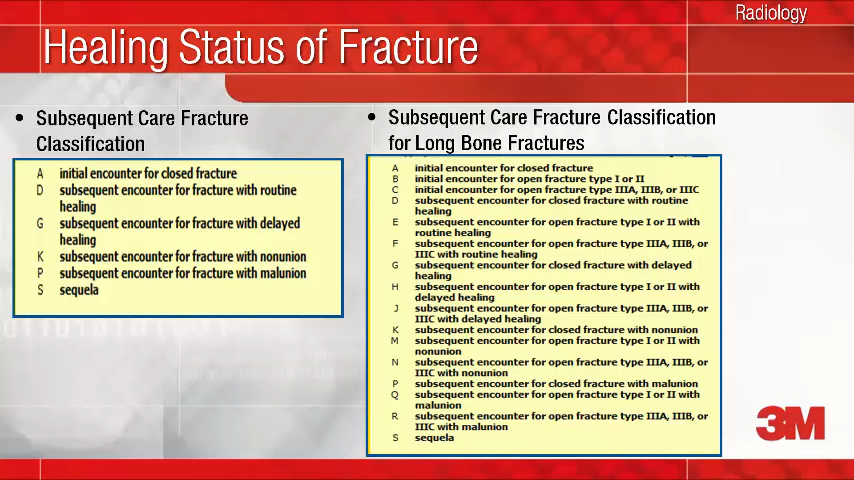 Radiology
Healing Status of Fracture
• Subsequent Care Fracture
Classification
A initial encounter for closed fracture
D subsequent encounter for fracture with routine
healing
G subsequent encounter for fracture with delayed
healing
K subsequent encounter for fracture with nonunion
P subsequent encounter for fracture with malunion
S sequela
• Subsequent Care Fracture Classification
for Long Bone Fractures
A initial encounter for closed fracture
B initial encounter for open fracture type I or II
C initial encounter for open fracture type IIIA, IIIB, or IIIC
D subsequent encounter for closed fracture with routine
healing
E subsequent encounter for open fracture type I or II with
routine healing
F subsequent encounter for open fracture type IIIA, IIIB, or
IIIC with routine healing
G subsequent encounter for closed fracture with delayed
healing
H subsequent encounter for open fracture type I or II with
delayed healing
J subsequent encounter for open fracture type IIIA, IIIB, or
IIIC with delayed healing
K subsequent encounter for closed fracture with nonunion
M subsequent encounter for open fracture type I or II with
nonunion
N subsequent encounter for open fracture type IIIA, IIIB, or
IIIC with nonunion
P subsequent encounter for closed fracture with malunion
Q subsequent encounter for open fracture type I or II with
malunion
R subsequent encounter for open fracture type IIIA, IIIB, or
IIIC with malunion
S sequela
3M